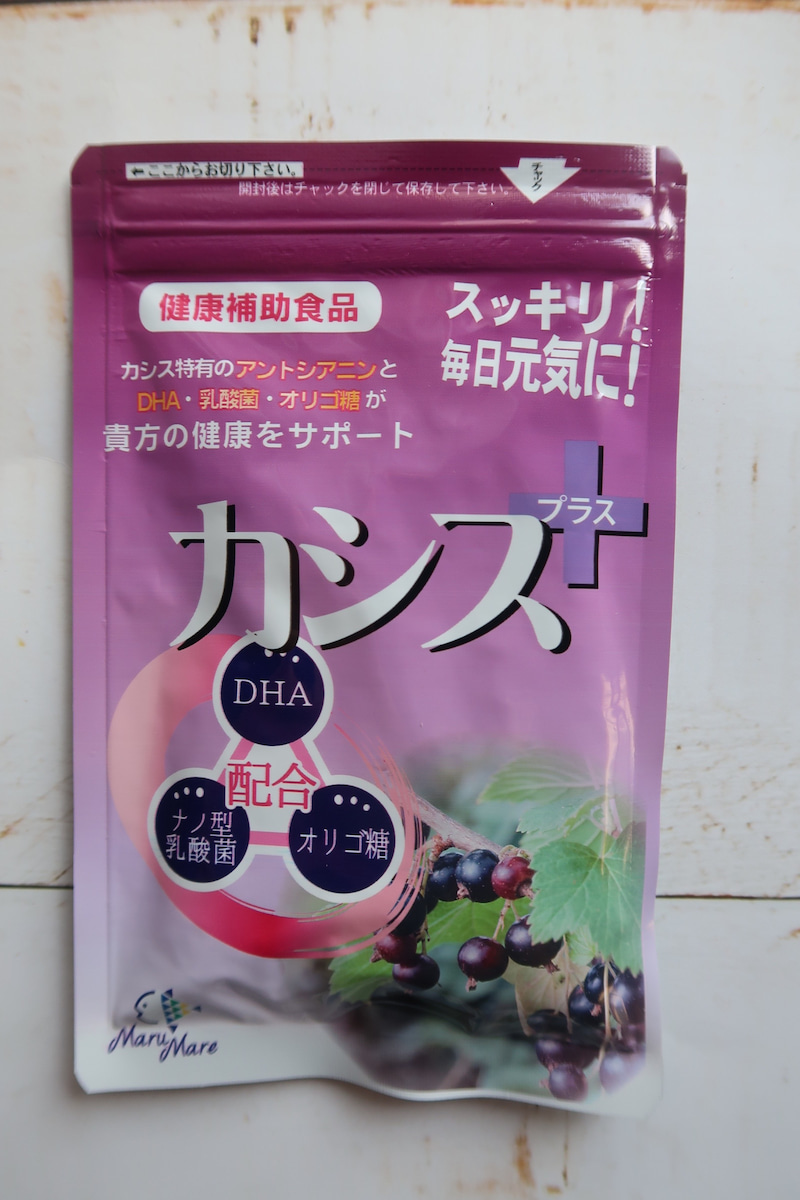 ←ここからお切り下さい。
チャック
開封後はチャックを閉じて保存して下さい。
健康補助食品
スッキリ!
毎日元気に!
カシス特有のアントシアニンと
DHA・乳酸菌・オリゴ糖が
貴方の健康をサポート
プラス
カシス
DHA
配合
ナノ型
乳酸菌
オリゴ糖
Maru
Mare